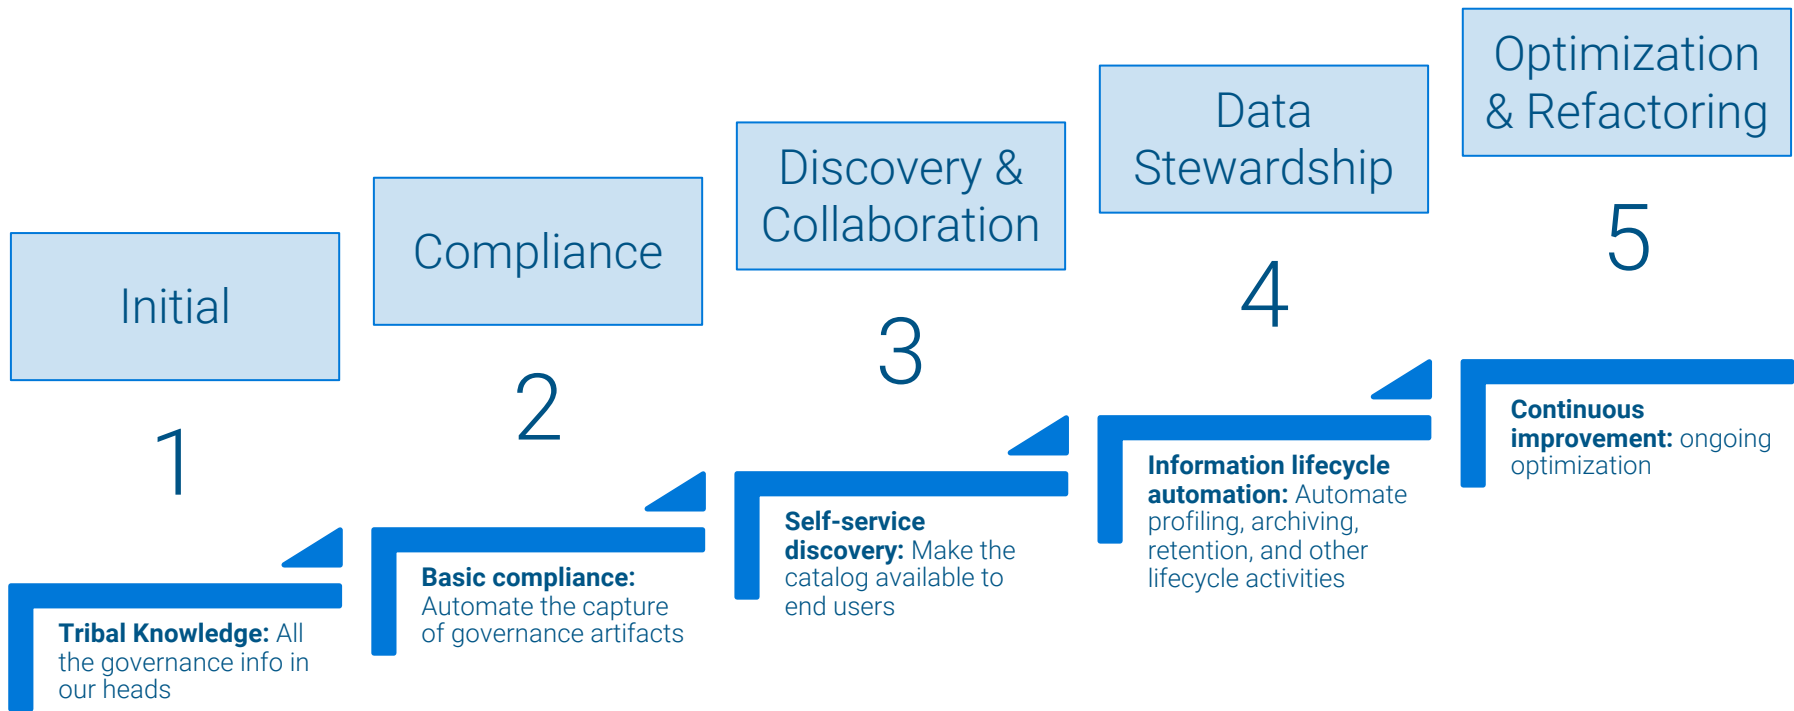 Initial
1
Tribal Knowledge: All
the governance info in
our heads
Compliance
2
Basic compliance:
Automate the capture
of governance artifacts
Discovery &
Collaboration
3
Self-service
discovery: Make the
catalog available to
end users
Data
Stewardship
4
Information lifecycle
automation: Automate
profiling, archiving,
retention, and other
lifecycle activities
Optimization
& Refactoring
5
Continuous
improvement: ongoing
optimization